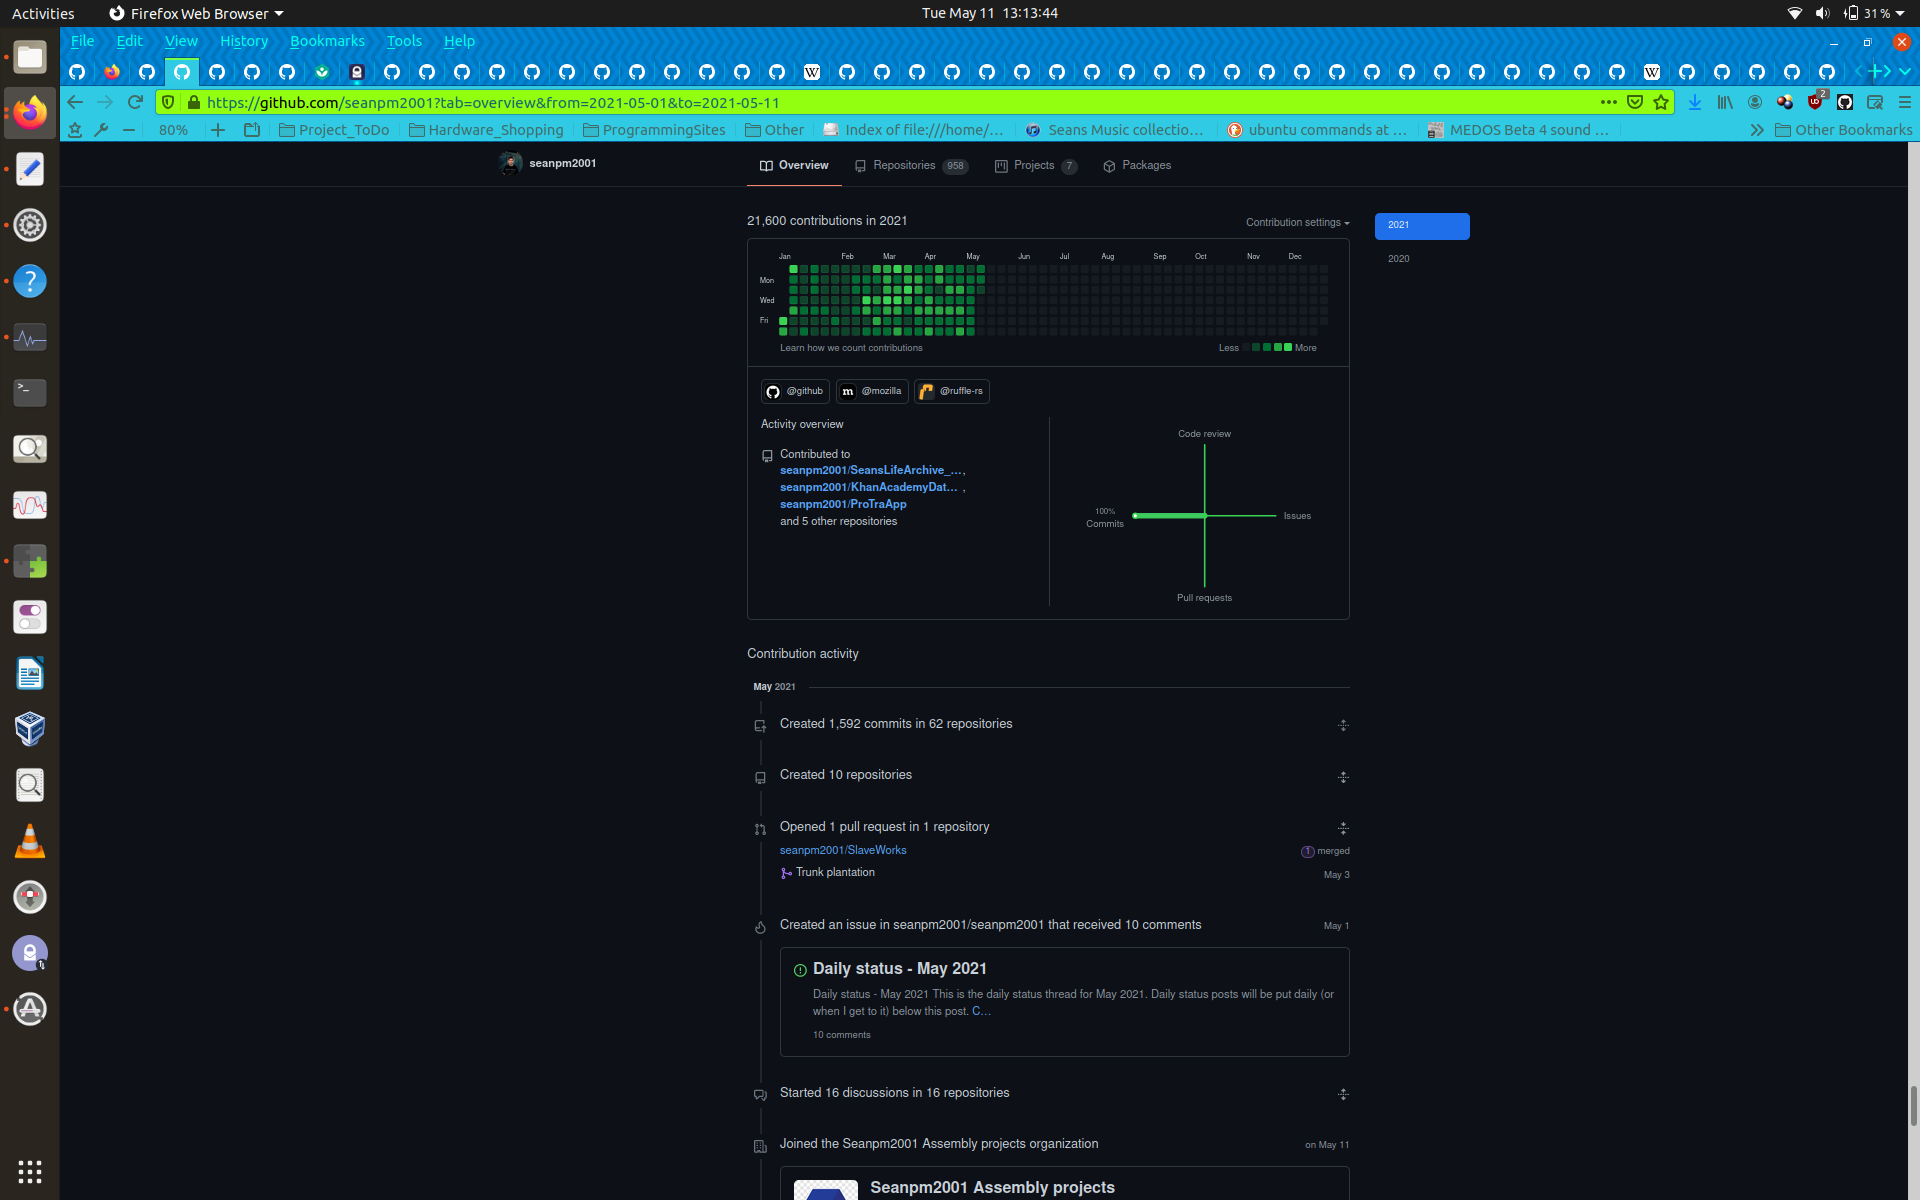 Activities
Firefox Web Browser
Tue May 11 13:13:44
31 %
File Edit View History Bookmarks Tools Help
https://github.com/seanpm2001?tab=overview&from=2021-05-01&to=2021-05-11
2
80%
Project_ToDo
Hardware_Shopping
ProgrammingSites
Other
Index of file:///home/...
Seans Music collectio...
ubuntu commands at ...
MEDOS Beta 4 sound ...
Other Bookmarks
seanpm2001
Overview
Repositories 958
Projects 7
Packages
21,600 contributions in 2021
Contribution settings
2021
2020
Jan Feb Mar Apr May Jun Jul Aug Sep Oct Nov Dec
Mon
Wed
Fri
Learn how we count contributions
Less More
@github
@mozilla
@ruffle-rs
Activity overview
Contributed to
seanpm2001/SeansLifeArchive_...,
seanpm2001/KhanAcademyDat... ,
seanpm2001/ProTraApp
and 5 other repositories
Code review
100%
Commits
Issues
Pull requests
Contribution activity
May 2021
Created 1,592 commits in 62 repositories
Created 10 repositories
Opened 1 pull request in 1 repository
seanpm2001/SlaveWorks
1 merged
Trunk plantation
May 3
Created an issue in seanpm2001/seanpm2001 that received 10 comments
May 1
Daily status - May 2021
Daily status - May 2021 This is the daily status thread for May 2021. Daily status posts will be put daily (or
when I get to it) below this post. C...
10 comments
Started 16 discussions in 16 repositories
Joined the Seanpm2001 Assembly projects organization
on May 11
Seanpm2001 Assembly projects